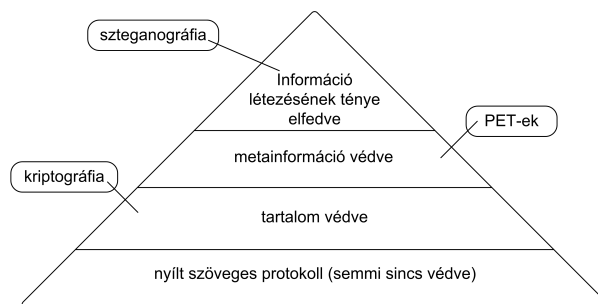 szteganográfia
Információ
létezésének ténye
elfedve
PET-ek
metainformáció védve
kriptográfia
tartalom védve
nyílt szöveges protokoll (semmi sincs védve)